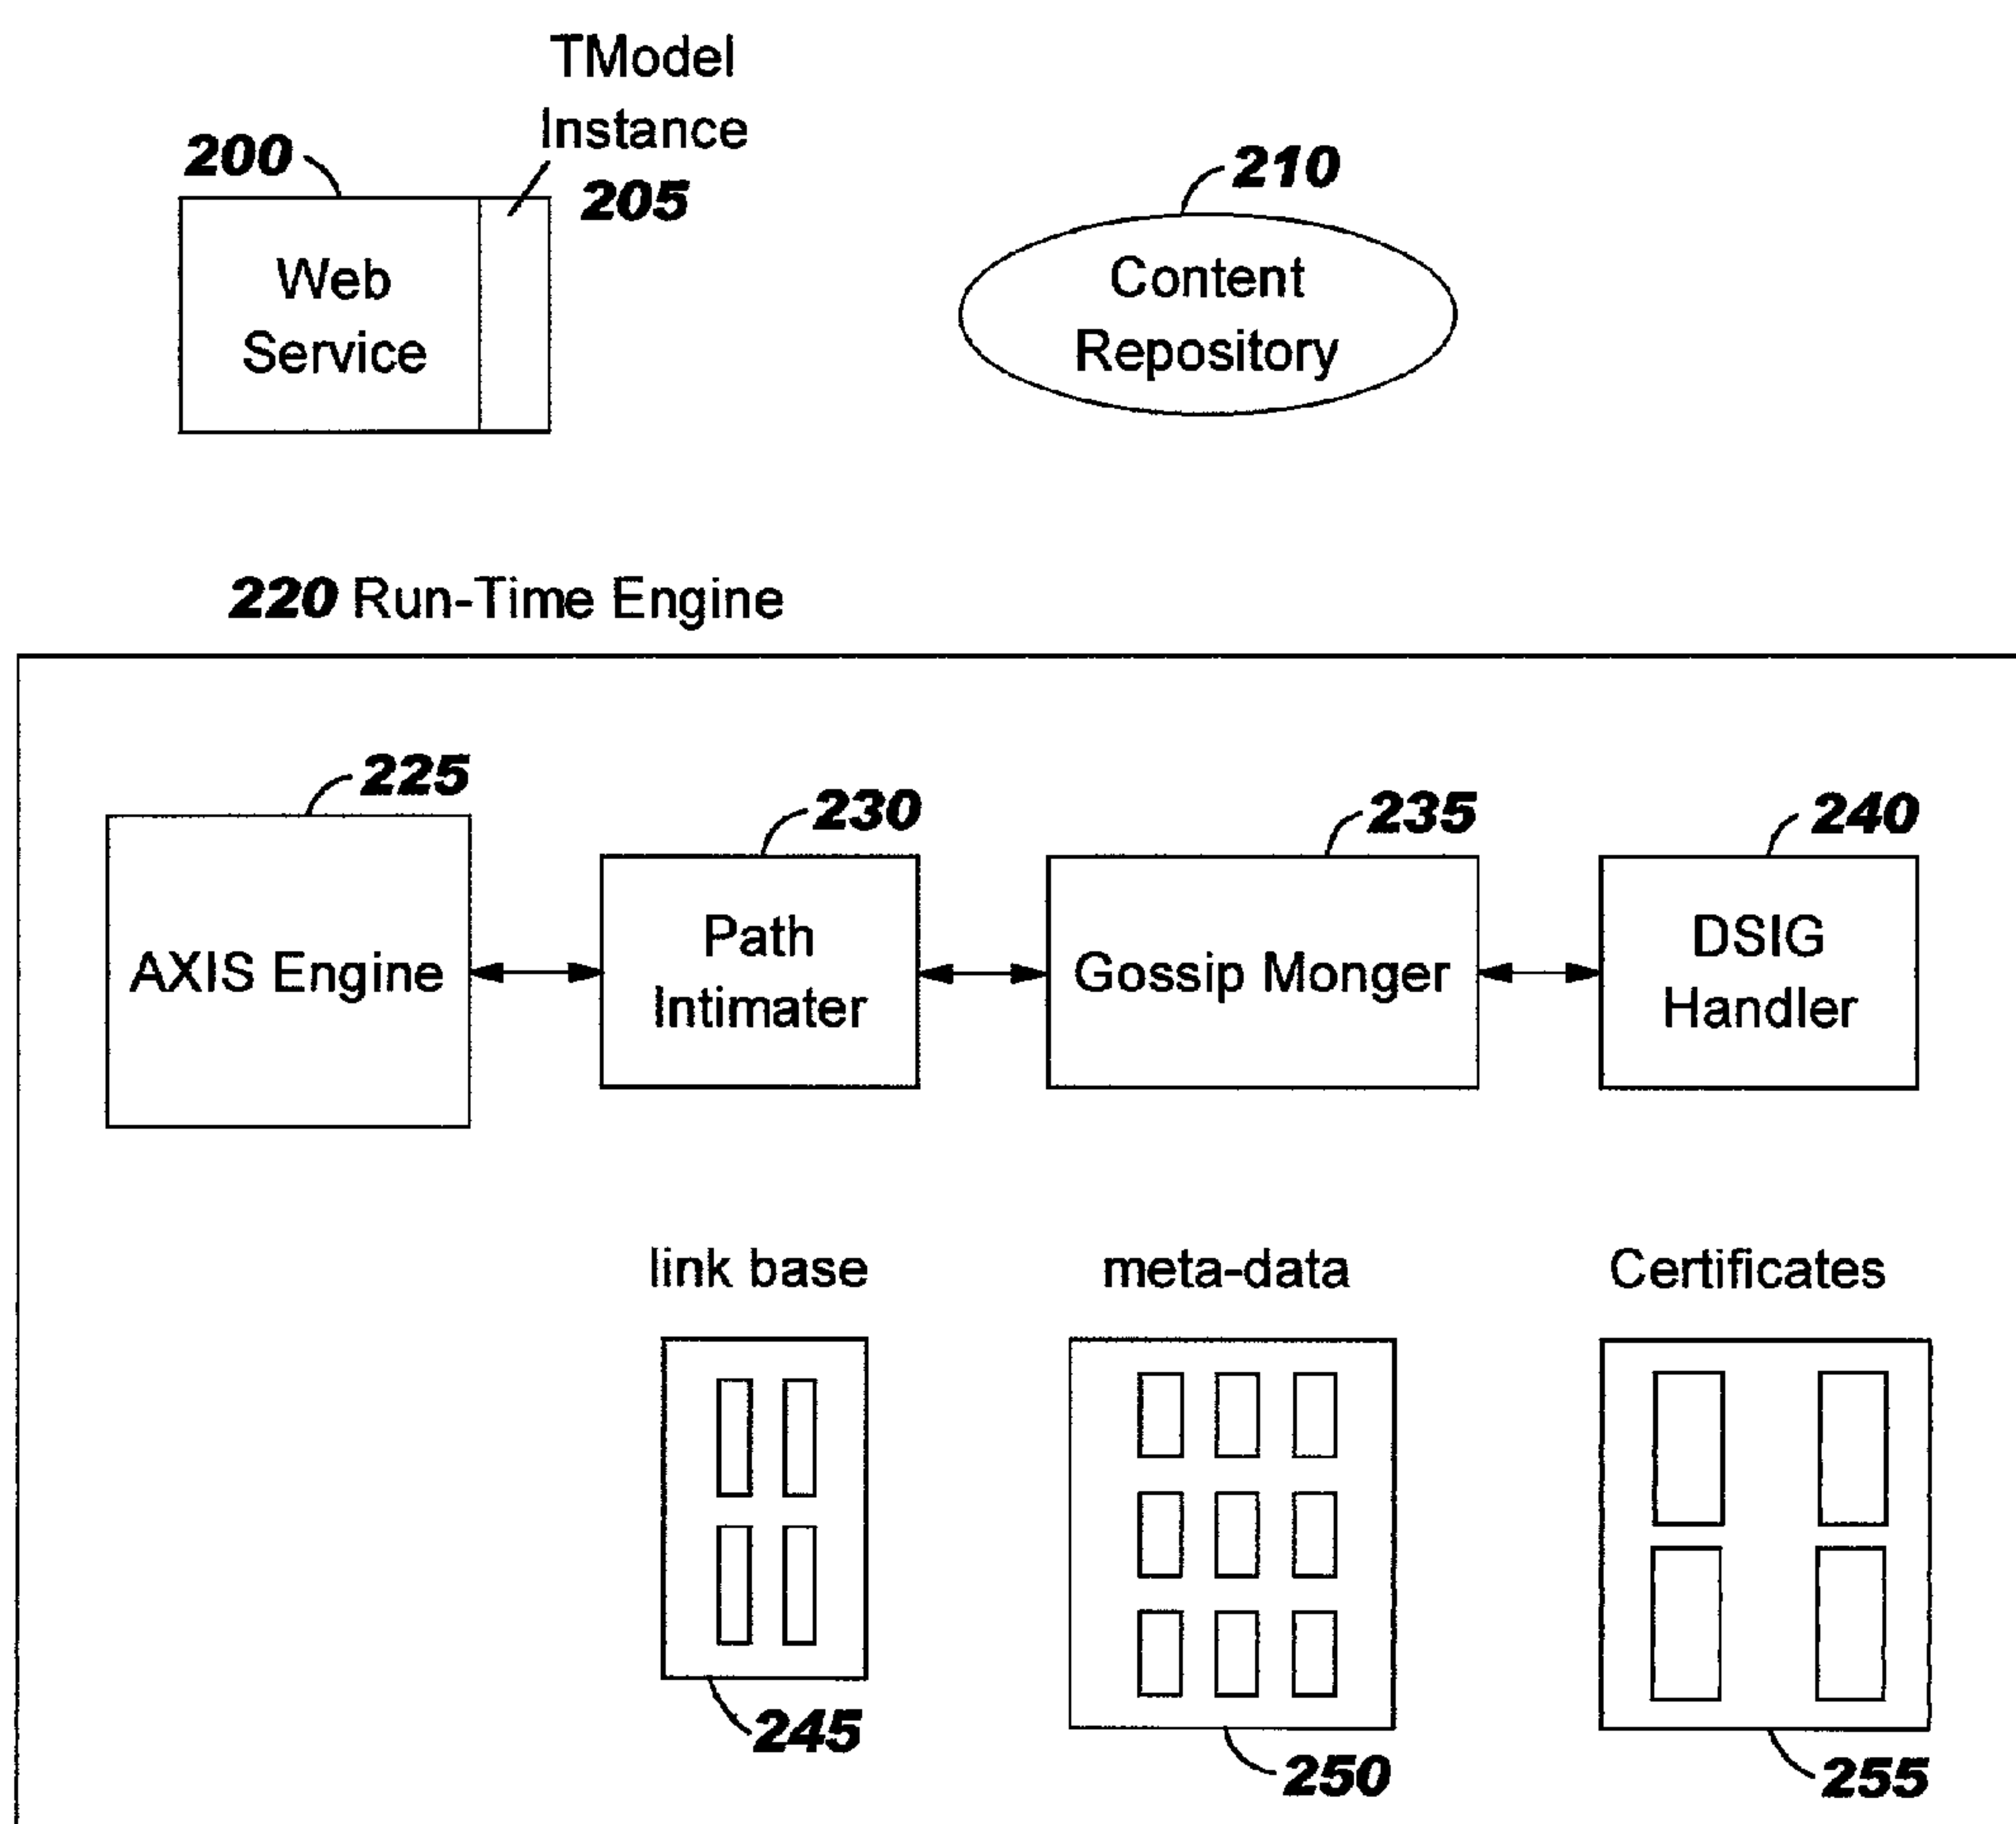 TModel
Instance
200
205
210
Web
Service
Content
Repository
220 Run-Time Engine
225
230
235
240
AXIS Engine
Path
Intimater
Gossip Monger
DSIG
Handler
link base
meta-data
Certificates
245
250
255